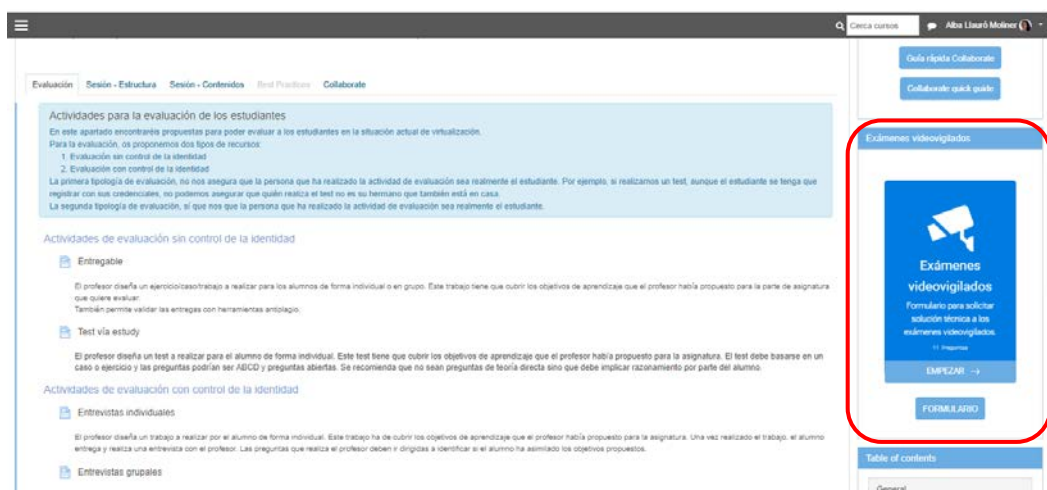 Cerca cursos
Alba Llauró Moliner
Evaluación Sesión - Estructura Sesión - Contenidos Best Practices Collaborate
Actividades para la evaluación de los estudiantes
En este apartado encontraréis propuestas para poder evaluar a los estudiantes en la situación actual de virtualización.
Para la evaluación, os proponemos dos tipos de recursos:
1. Evaluación sin control de la identidad
2. Evaluación con control de la identidad
La primera tipología de evaluación, no nos asegura que la persona que ha realizado la actividad de evaluación sea realmente el estudiante. Por ejemplo, si realizamos un test, aunque el estudiante se tenga que
registrar con sus credenciales, no podemos asegurar que quién realiza el test no es su hermano que también está en casa.
La segunda tipología de evaluación, sí que nos que la persona que ha realizado la actividad de evaluación sea realmente el estudiante.
Actividades de evaluación sin control de la identidad
Entregable
El profesor diseña un ejercicio/caso/trabajo a realizar para los alumnos de forma individual o en grupo. Este trabajo tiene que cubrir los objetivos de aprendizaje que el profesor había propuesto para la parte de asignatura
que quiere evaluar.
También permite validar las entregas con herramientas antiplagio.
Test vía estudy
El profesor diseña un test a realizar para el alumno de forma individual. Este test tiene que cubrir los objetivos de aprendizaje que el profesor había propuesto para la asignatura. El test debe basarse en un
caso o ejercicio y las preguntas podrían ser ABCD y preguntas abiertas. Se recomienda que no sean preguntas de teoría directa sino que debe implicar razonamiento por parte del alumno.
Actividades de evaluación con control de la identidad
Entrevistas individuales
El profesor diseña un trabajo a realizar por el alumno de forma individual. Este trabajo ha de cubrir los objetivos de aprendizaje que el profesor había propuesto para la asignatura. Una vez realizado el trabajo, el alumno
entrega y realiza una entrevista con el profesor. Las preguntas que realiza el profesor deben ir dirigidas a identificar si el alumno ha asimilado los objetivos propuestos.
Entrevistas grupales
Guía rápida Collaborate
Collaborate quick guide
Exámenes videovigilados
Exámenes
videovigilados
Formulario para solicitar
solución técnica a los
exámenes videovigilados.
11 Preguntas
EMPEZAR →
FORMULARIO
Table of contents
General